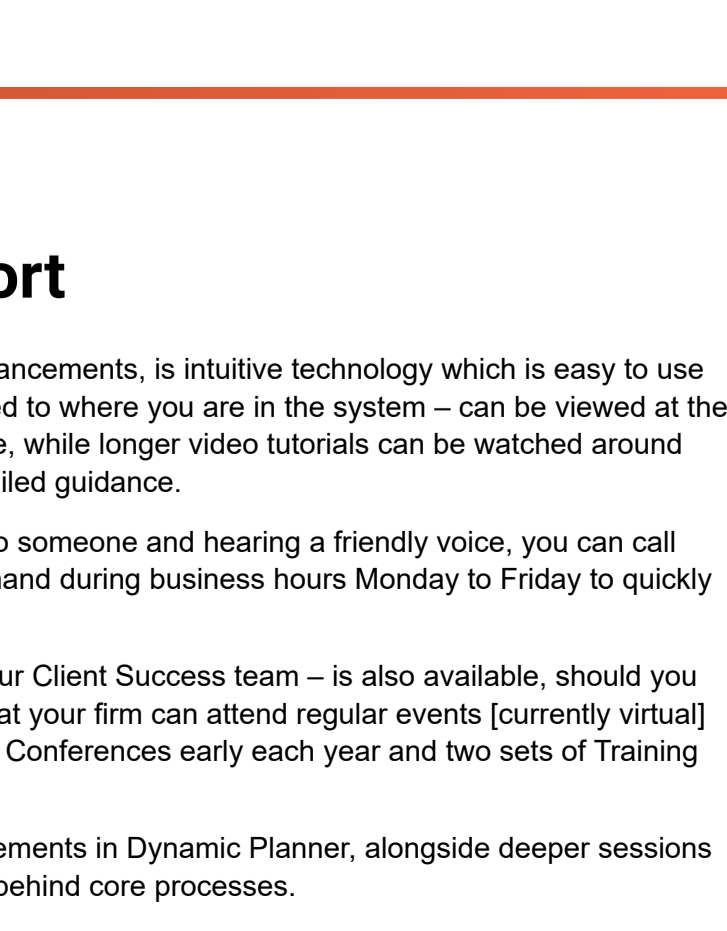 ort
ancements, is intuitive technology which is easy to use
ed to where you are in the system – can be viewed at the
e, while longer video tutorials can be watched around
iled guidance.
o someone and hearing a friendly voice, you can call
and during business hours Monday to Friday to quickly
ur Client Success team – is also available, should you
at your firm can attend regular events [currently virtual]
Conferences early each year and two sets of Training
ements in Dynamic Planner, alongside deeper sessions
behind core processes.